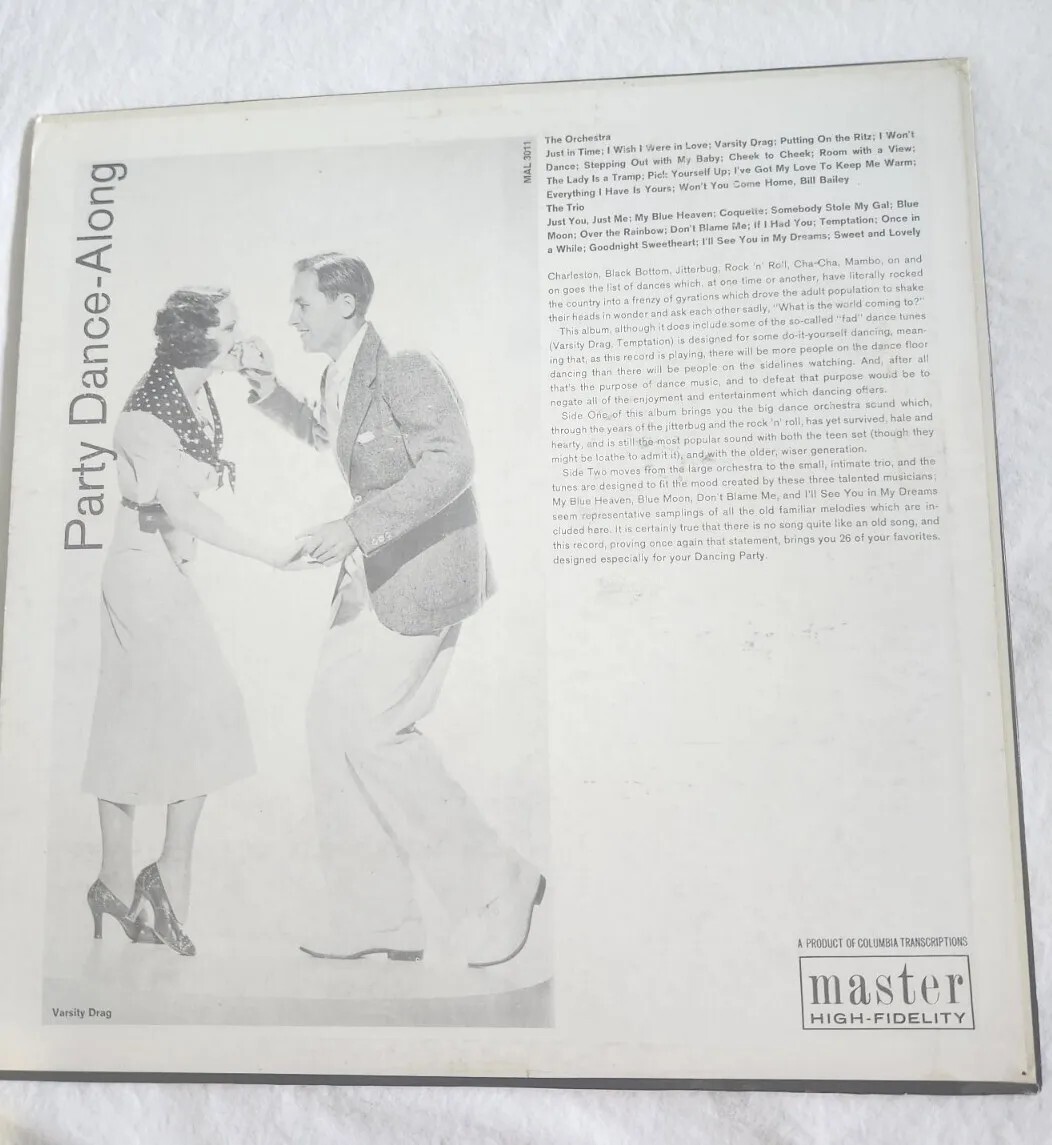 Party Dance-Along
MAL 3011
The Orchestra
Just in Time; I Wish I Were in Love; Varsity Drag; Putting On the Ritz; I Won't
Dance; Stepping Out with My Baby; Cheek to Cheek; Room with a View;
The Lady Is a Tramp; Pick Yourself Up; I've Got My Love To Keep Me Warm;
Everything I Have Is Yours; Won't You Come Home, Bill Bailey
The Trio
Just You, Just Me; My Blue Heaven; Coquette; Somebody Stole My Gal; Blue
Moon; Over the Rainbow; Don't Blame Me; If I Had You; Temptation; Once in
a While; Goodnight Sweetheart; I'll See You in My Dreams; Sweet and Lovely
Charleston, Black Bottom, Jitterbug, Rock 'n' Roll, Cha-Cha, Mambo, on and
on goes the list of dances which, at one time or another, have literally rocked
the country into a frenzy of gyrations which drove the adult population to shake
their heads in wonder and ask each other sadly, "What is the world coming to?"
This album, although it does include some of the so-called "fad" dance tunes
(Varsity Drag, Temptation) is designed for some do-it-yourself dancing, mean-
ing that, as this record is playing, there will be more people on the dance floor
dancing than there will be people on the sidelines watching. And, after all
that's the purpose of dance music, and to defeat that purpose would be to
negate all of the enjoyment and entertainment which dancing offers.
Side One of this album brings you the big dance orchestra sound which,
through the years of the jitterbug and the rock 'n' roll, has yet survived, hale and
hearty, and is still the most popular sound with both the teen set (though they
might be loathe to admit it), and with the older, wiser generation.
Side Two moves from the large orchestra to the small, intimate trio, and the
tunes are designed to fit the mood created by these three talented musicians;
My Blue Heaven, Blue Moon, Don't Blame Me, and I'll See You in My Dreams
seem representative samplings of all the old familiar melodies which are in-
cluded here. It is certainly true that there is no song quite like an old song, and
this record, proving once again that statement, brings you 26 of your favorites,
designed especially for your Dancing Party.
Varsity Drag
A PRODUCT OF COLUMBIA TRANSCRIPTIONS
master
HIGH-FIDELITY